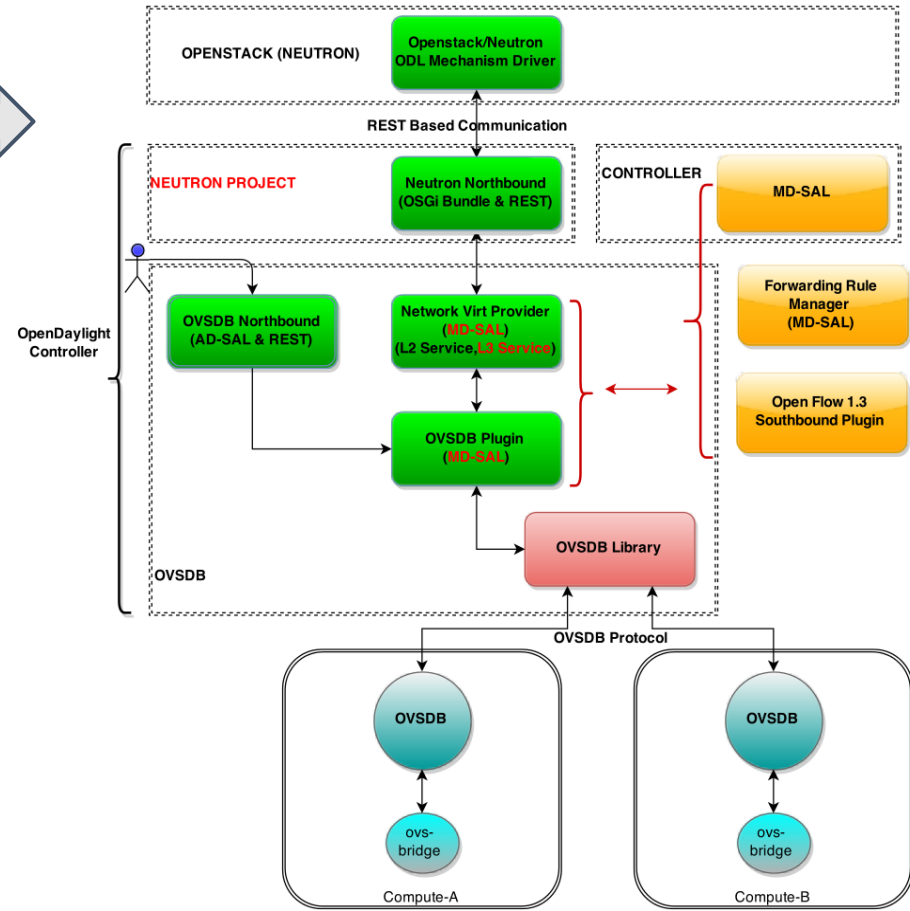 OPENSTACK (NEUTRON)
Openstack/Neutron
ODL Mechanism Driver
REST Based Communication
NEUTRON PROJECT
Neutron Northbound
(OSGi Bundle & REST)
CONTROLLER
MD-SAL
OpenDaylight
Controller
OVSDB Northbound
(AD-SAL & REST)
Network Virt Provider
(MD-SAL)
(L2 Service,L3 Service)
Forwarding Rule
Manager
(MD-SAL)
OVSDB Plugin
(MD-SAL)
Open Flow 1.3
Southbound Plugin
OVSDB Library
OVSDB
OVSDB Protocol
OVSDB
ovs-
bridge
Compute-A
OVSDB
ovs-
bridge
Compute-B